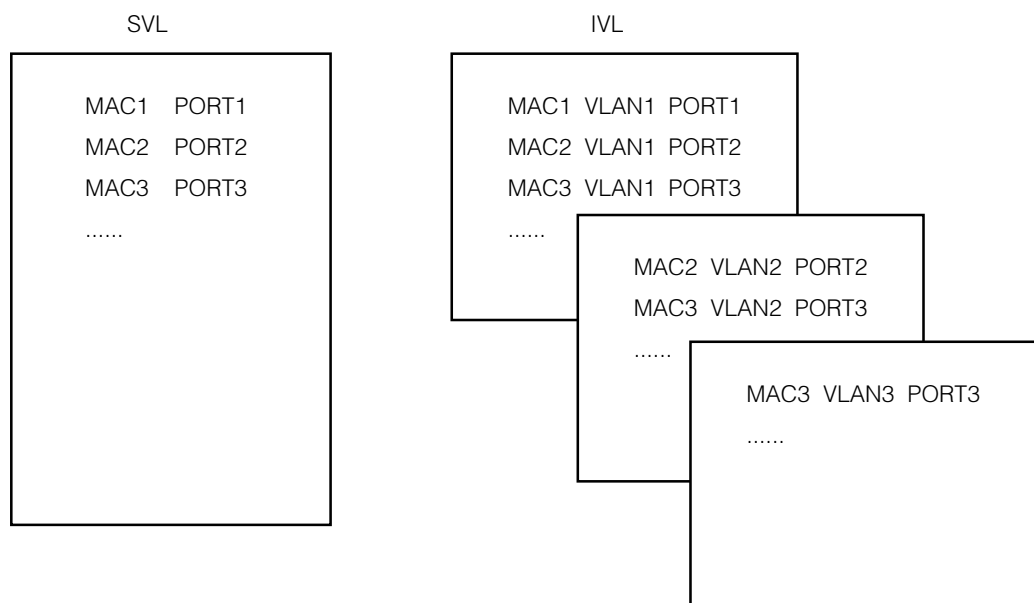 SVL
MAC1 PORT1
MAC2 PORT2
MAC3 PORT3
......
IVL
MAC1 VLAN1 PORT1
MAC2 VLAN1 PORT2
MAC3 VLAN1 PORT3
......
MAC2 VLAN2 PORT2
MAC3 VLAN2 PORT3
......
MAC3 VLAN3 PORT3
......